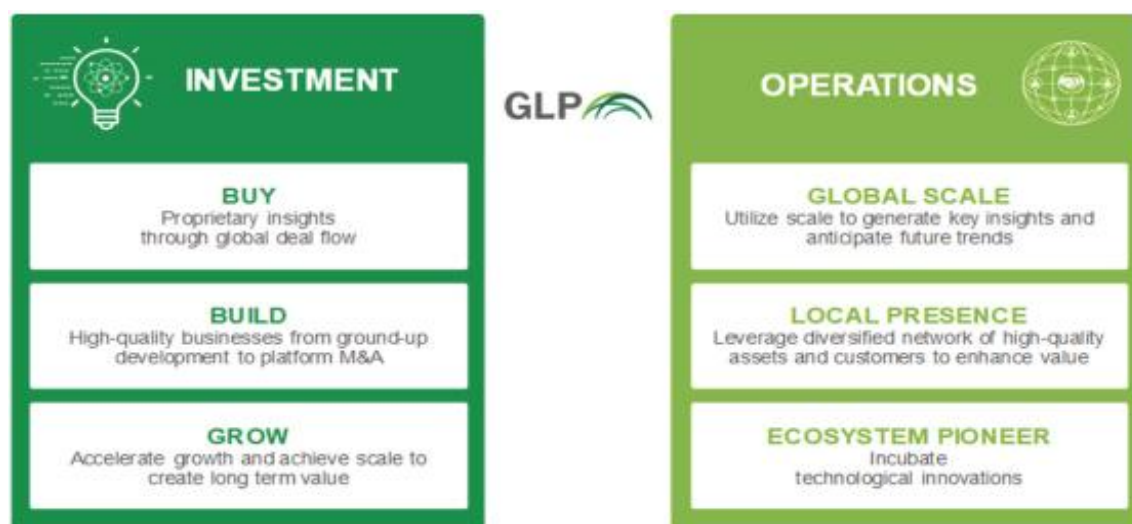 INVESTMENT
BUY
Proprietary insights
through global deal flow
BUILD
High-quality businesses from ground-up
development to platform M&A
GROW
Accelerate growth and achieve scale to
create long term value
GLP
OPERATIONS
GLOBAL SCALE
Utilize scale to generate key insights and
anticipate future trends
LOCAL PRESENCE
Leverage diversified network of high-quality
assets and customers to enhance value
ECOSYSTEM PIONEER
Incubate
technological innovations